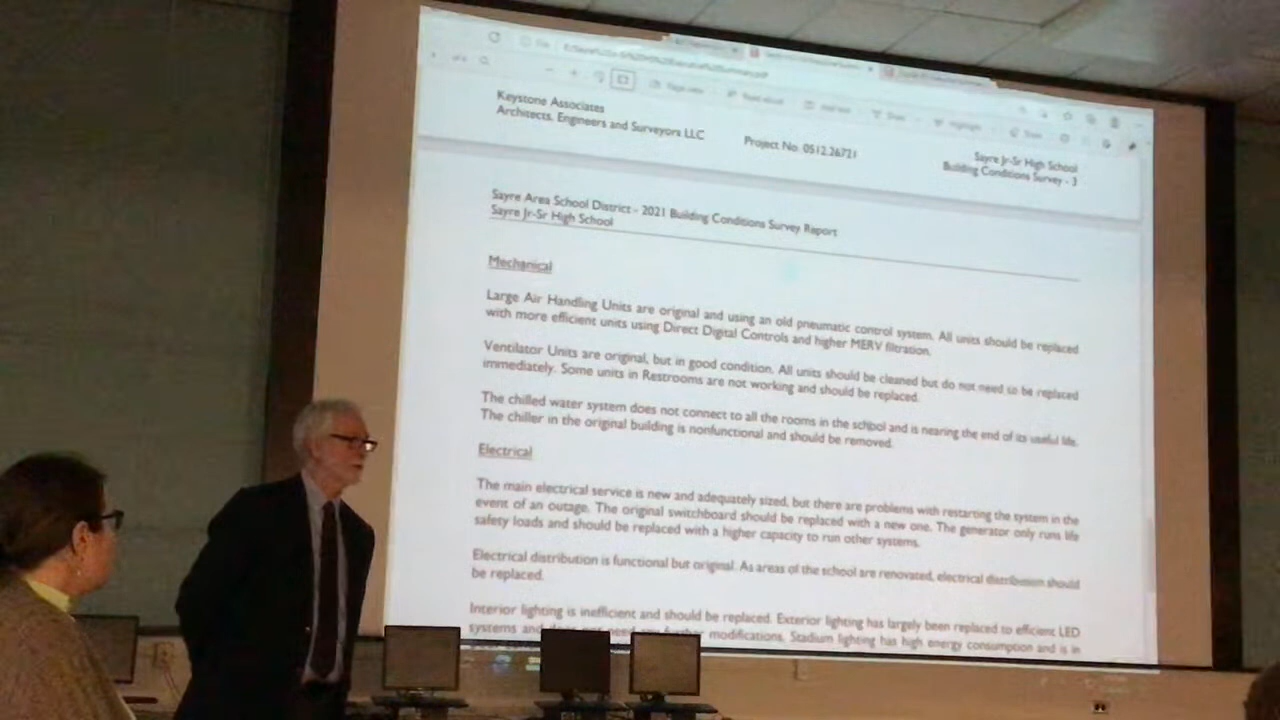 Keystone Associates
Architects, Engineers and Surveyors LLC
Project No. 0512.26721
Sayre Jr-Sr High School
Building Conditions Survey - 3
Sayre Area School District - 2021 Building Conditions Survey Report
Sayre Jr-Sr High School
Mechanical
Large Air Handling Units are original and using an old pneumatic control system. All units should be replaced
with more efficient units using Direct Digital Controls and higher MERV filtration.
Ventilator Units are original, but in good condition. All units should be cleaned but do not need to be replaced
immediately. Some units in Restrooms are not working and should be replaced.
The chilled water system does not connect to all the rooms in the school and is nearing the end of its useful life.
The chiller in the original building is nonfunctional and should be removed.
Electrical
The main electrical service is new and adequately sized, but there are problems with restarting the system in the
event of an outage. The original switchboard should be replaced with a new one. The generator only runs life
safety loads and should be replaced with a higher capacity to run other systems.
Electrical distribution is functional but original. As areas of the school are renovated, electrical distribution should
be replaced.
Interior lighting is inefficient and should be replaced. Exterior lighting has largely been replaced to efficient LED
systems and modifications. Stadium lighting has high energy consumption and is in